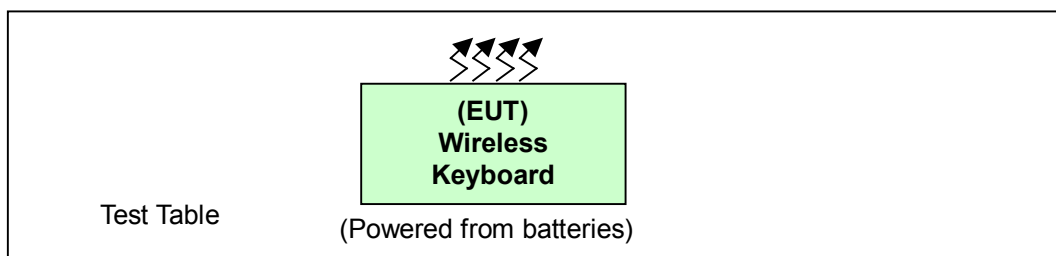 (EUT)
Wireless
Keyboard
Test Table
(Powered from batteries)